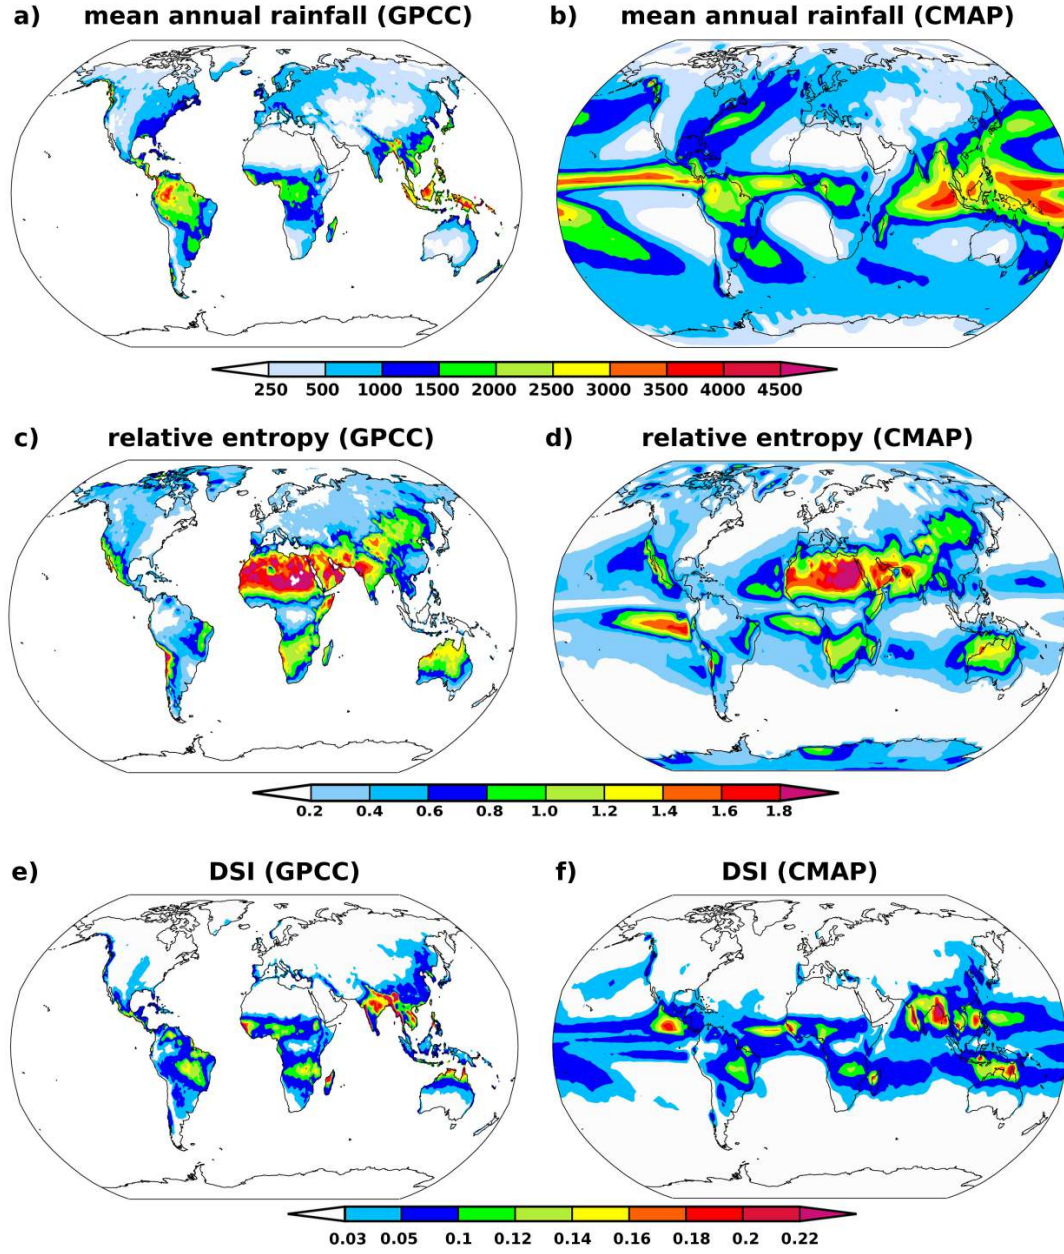 a) mean annual rainfall (GPCC)
b) mean annual rainfall (CMAP)
250 500 1000 1500 2000 2500 3000 3500 4000 4500
c) relative entropy (GPCC)
d) relative entropy (CMAP)
0.2 0.4 0.6 0.8 1.0 1.2 1.4 1.6 1.8
e) DSI (GPCC)
f) DSI (CMAP)
0.03 0.05 0.1 0.12 0.14 0.16 0.18 0.2 0.22